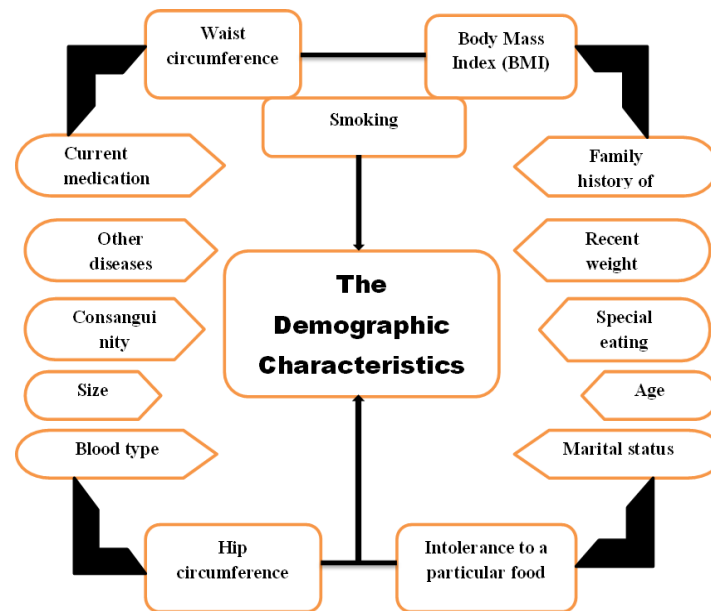 Waist
circumference
Body Mass
Index (BMI)
Smoking
Current
medication
Family
history of
Other
diseases
Recent
weight
The
Demographic
Characteristics
Consangui
nity
Special
eating
Size
Age
Blood type
Marital status
Hip
circumference
Intolerance to a
particular food